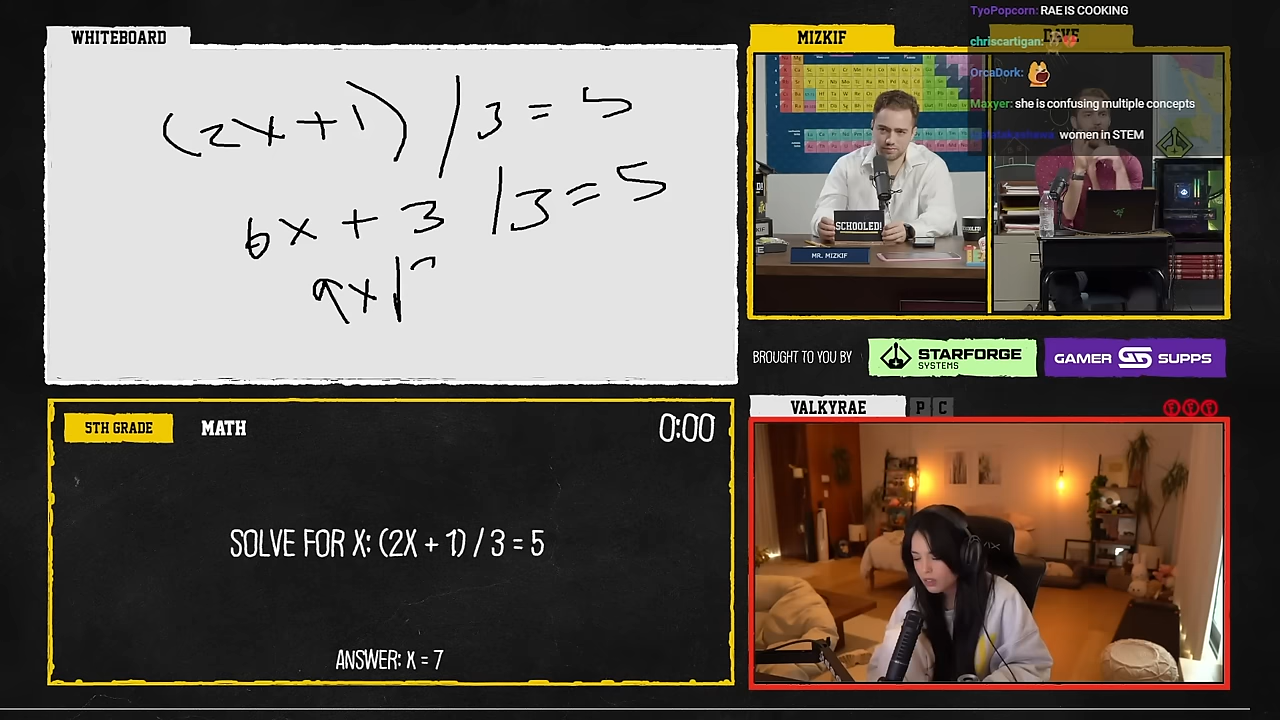 WHITEBOARD
(2x+1) / 3 = 5
6x + 3 / 3 = 5
9x |
5TH GRADE
MATH
0:00
SOLVE FOR X: (2X + 1) / 3 = 5
ANSWER: X = 7
MIZKIF
SCHOOLED!
MR. MIZKIF
TyoPopcorn: RAE IS COOKING
chriscartigan:
OrcaDork:
Maxyer: she is confusing multiple concepts
women in STEM
BROUGHT TO YOU BY
STARFORGE
SYSTEMS
GAMER SUPPS
VALKYRAE
P C